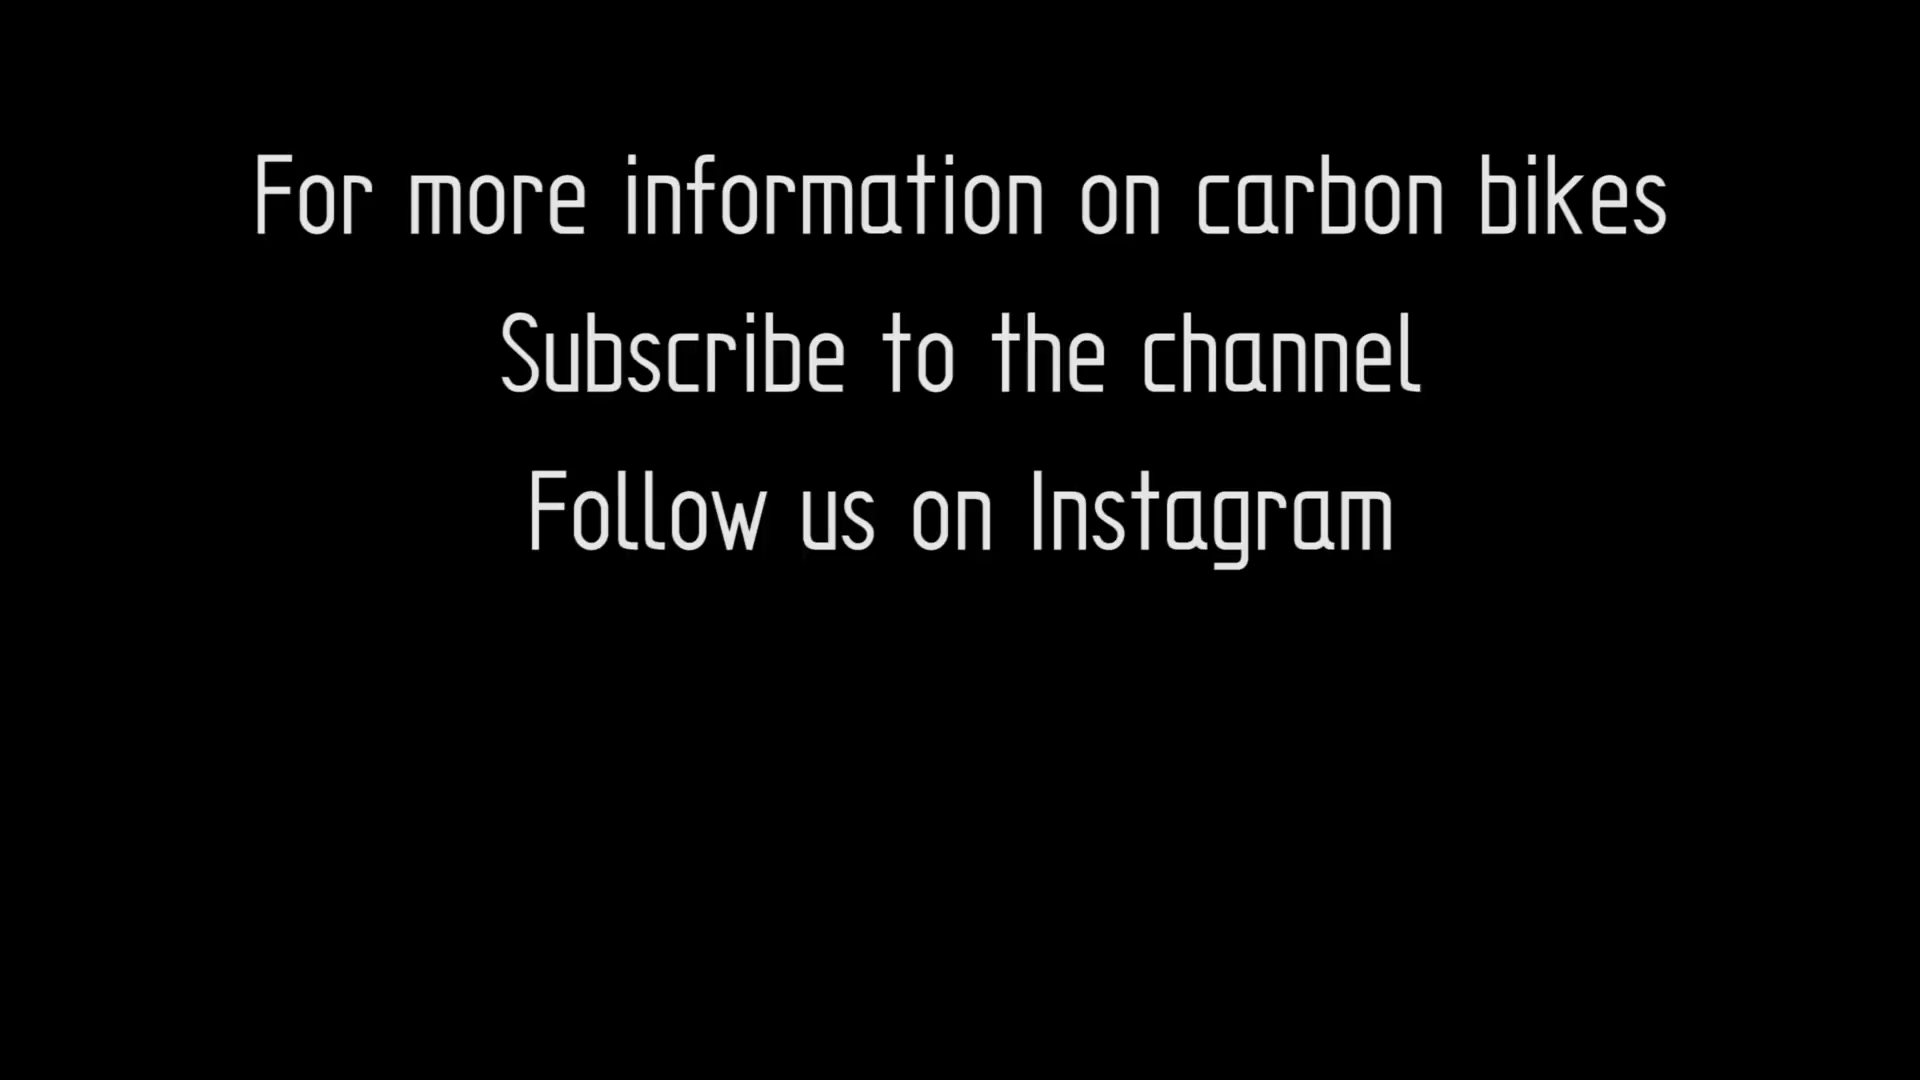 For more information on carbon bikes
Subscribe to the channel
Follow us on Instagram